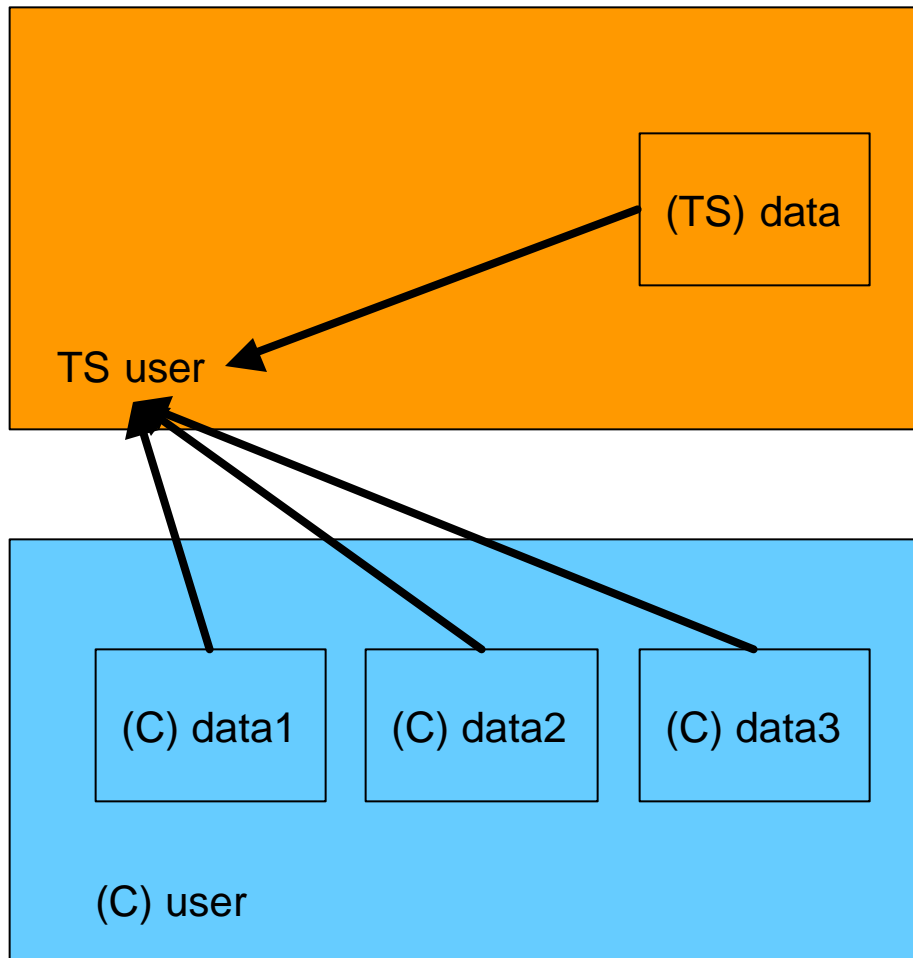 (TS) data
TS user
(C) data1
(C) data2
(C) data3
(C) user